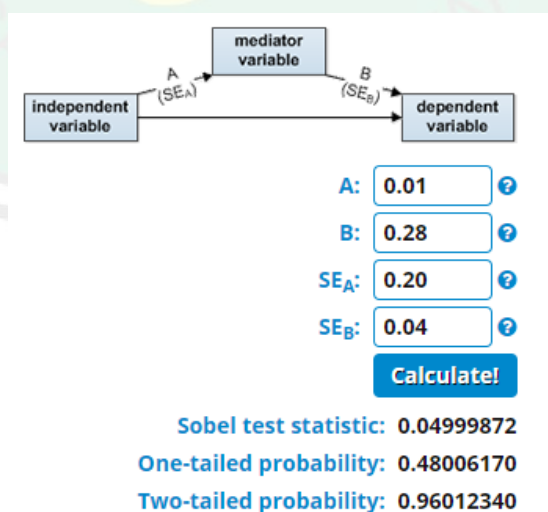 mediator
variable
A
(SEA)
B
(SEB)
independent
variable
dependent
variable
A: 0.01
B: 0.28
SEA: 0.20
SEB: 0.04
Calculate!
Sobel test statistic: 0.04999872
One-tailed probability: 0.48006170
Two-tailed probability: 0.96012340